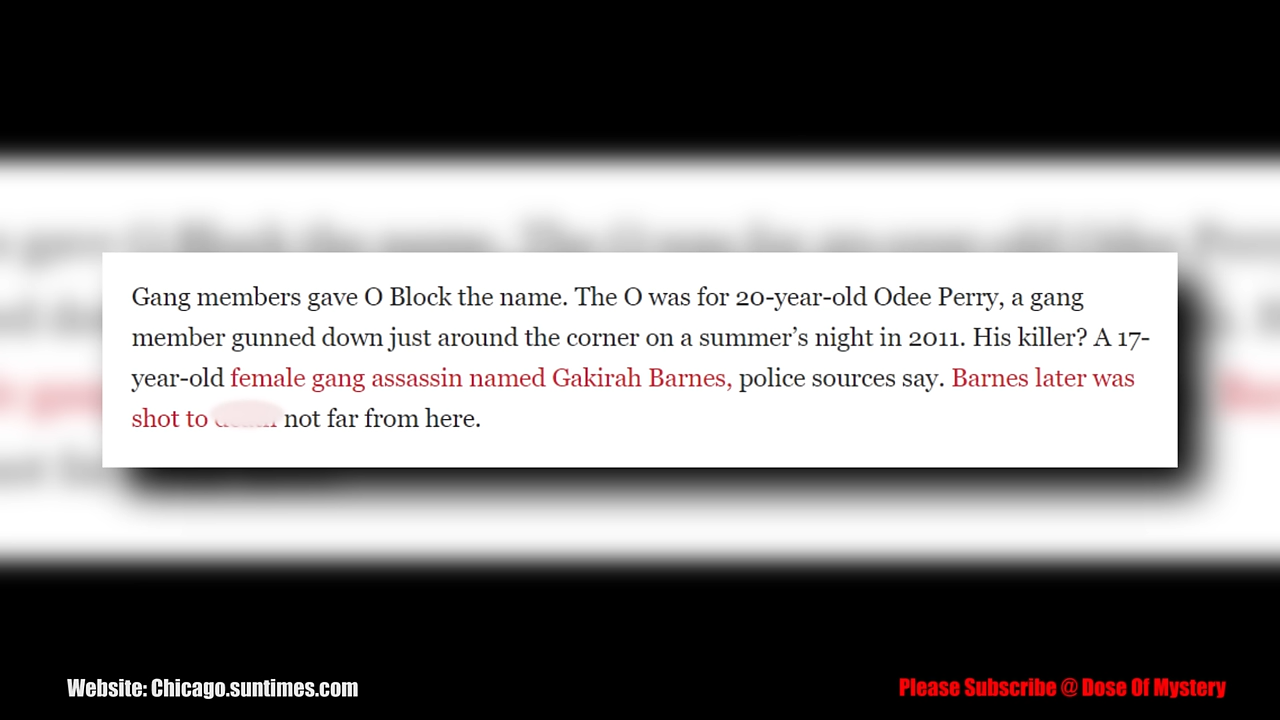 Gang members gave O Block the name. The O was for 20-year-old Odee Perry, a gang
member gunned down just around the corner on a summer’s night in 2011. His killer? A 17-
year-old female gang assassin named Gakirah Barnes, police sources say. Barnes later was
shot to not far from here.
Website: Chicago.suntimes.com
Please Subscribe @ Dose Of Mystery